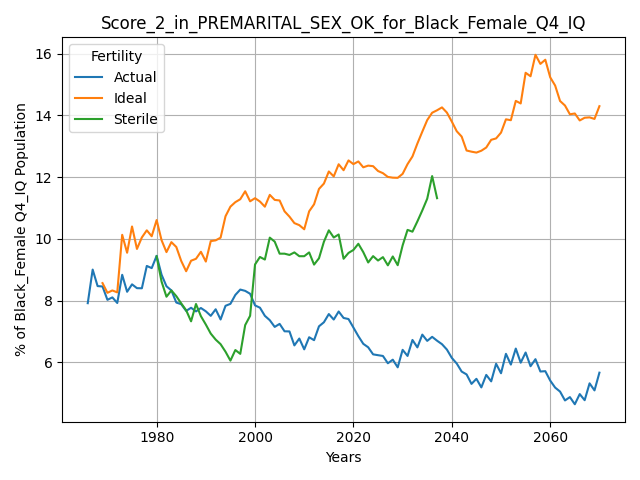 Score_2_in_PREMARITAL_SEX_OK_for_Black_Female_Q4_IQ
Fertility
Actual
Ideal
Sterile
% of Black_Female Q4_IQ Population
16
14
12
10
8
6
1980
2000
2020
2040
2060
Years